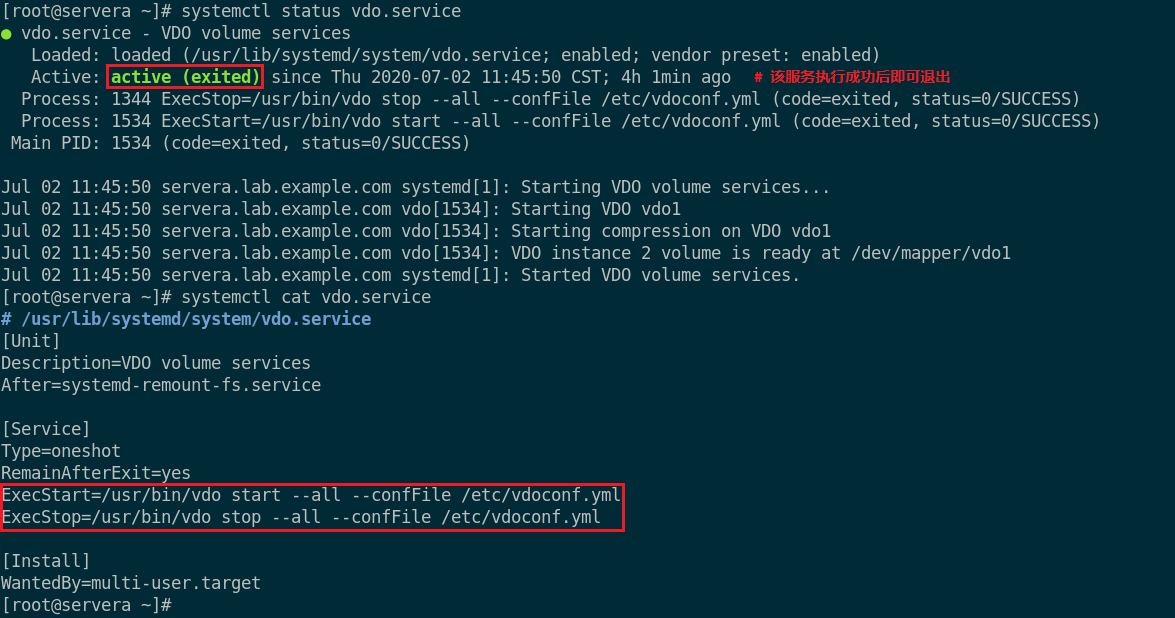 [root@servera ~]# systemctl status vdo.service
● vdo.service - VDO volume services
   Loaded: loaded (/usr/lib/systemd/system/vdo.service; enabled; vendor preset: enabled)
   Active: active (exited) since Thu 2020-07-02 11:45:50 CST; 4h 1min ago # 该服务执行成功后即可退出
  Process: 1344 ExecStop=/usr/bin/vdo stop --all --confFile /etc/vdoconf.yml (code=exited, status=0/SUCCESS)
  Process: 1534 ExecStart=/usr/bin/vdo start --all --confFile /etc/vdoconf.yml (code=exited, status=0/SUCCESS)
 Main PID: 1534 (code=exited, status=0/SUCCESS)

Jul 02 11:45:50 servera.lab.example.com systemd[1]: Starting VDO volume services...
Jul 02 11:45:50 servera.lab.example.com vdo[1534]: Starting VDO vdo1
Jul 02 11:45:50 servera.lab.example.com vdo[1534]: Starting compression on VDO vdo1
Jul 02 11:45:50 servera.lab.example.com vdo[1534]: VDO instance 2 volume is ready at /dev/mapper/vdo1
Jul 02 11:45:50 servera.lab.example.com systemd[1]: Started VDO volume services.
[root@servera ~]# systemctl cat vdo.service
# /usr/lib/systemd/system/vdo.service
[Unit]
Description=VDO volume services
After=systemd-remount-fs.service

[Service]
Type=oneshot
RemainAfterExit=yes
ExecStart=/usr/bin/vdo start --all --confFile /etc/vdoconf.yml
ExecStop=/usr/bin/vdo stop --all --confFile /etc/vdoconf.yml

[Install]
WantedBy=multi-user.target
[root@servera ~]#